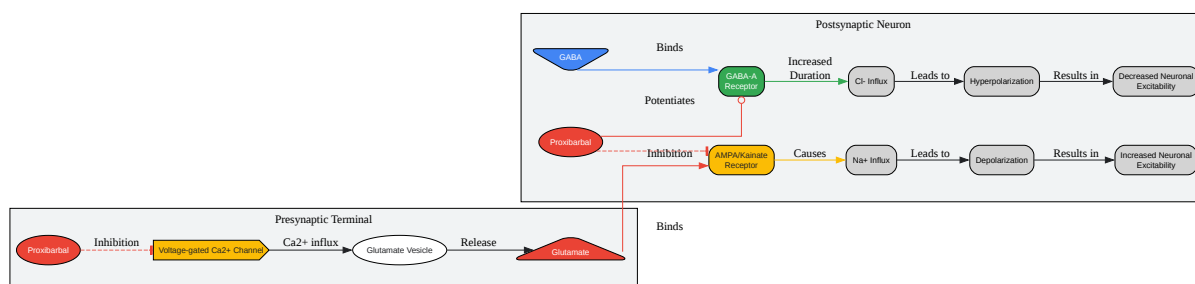 Postsynaptic Neuron
GABA
Binds
GABA-A
Receptor
Increased
Duration
Cl- Influx
Leads to
Hyperpolarization
Results in
Decreased Neuronal
Excitability
Potentiates
Proxibarbal
Inhibition
AMPA/Kainate
Receptor
Causes
Na+ Influx
Leads to
Depolarization
Results in
Increased Neuronal
Excitability
Presynaptic Terminal
Binds
Proxibarbal
Inhibition
Voltage-gated Ca2+ Channel
Ca2+ influx
Glutamate Vesicle
Release
Glutamate